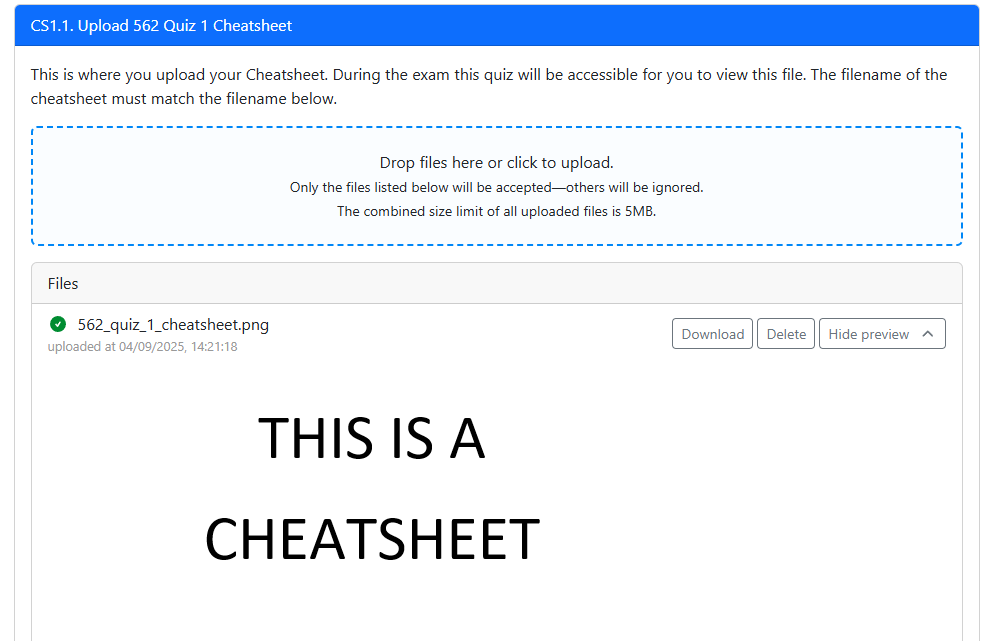 CS1.1. Upload 562 Quiz 1 Cheatsheet
This is where you upload your Cheatsheet. During the exam this quiz will be accessible for you to view this file. The filename of the
cheatsheet must match the filename below.
Drop files here or click to upload.
Only the files listed below will be accepted—others will be ignored.
The combined size limit of all uploaded files is 5MB.
Files
562_quiz_1_cheatsheet.png
uploaded at 04/09/2025, 14:21:18
Download
Delete
Hide preview
THIS IS A
CHEATSHEET